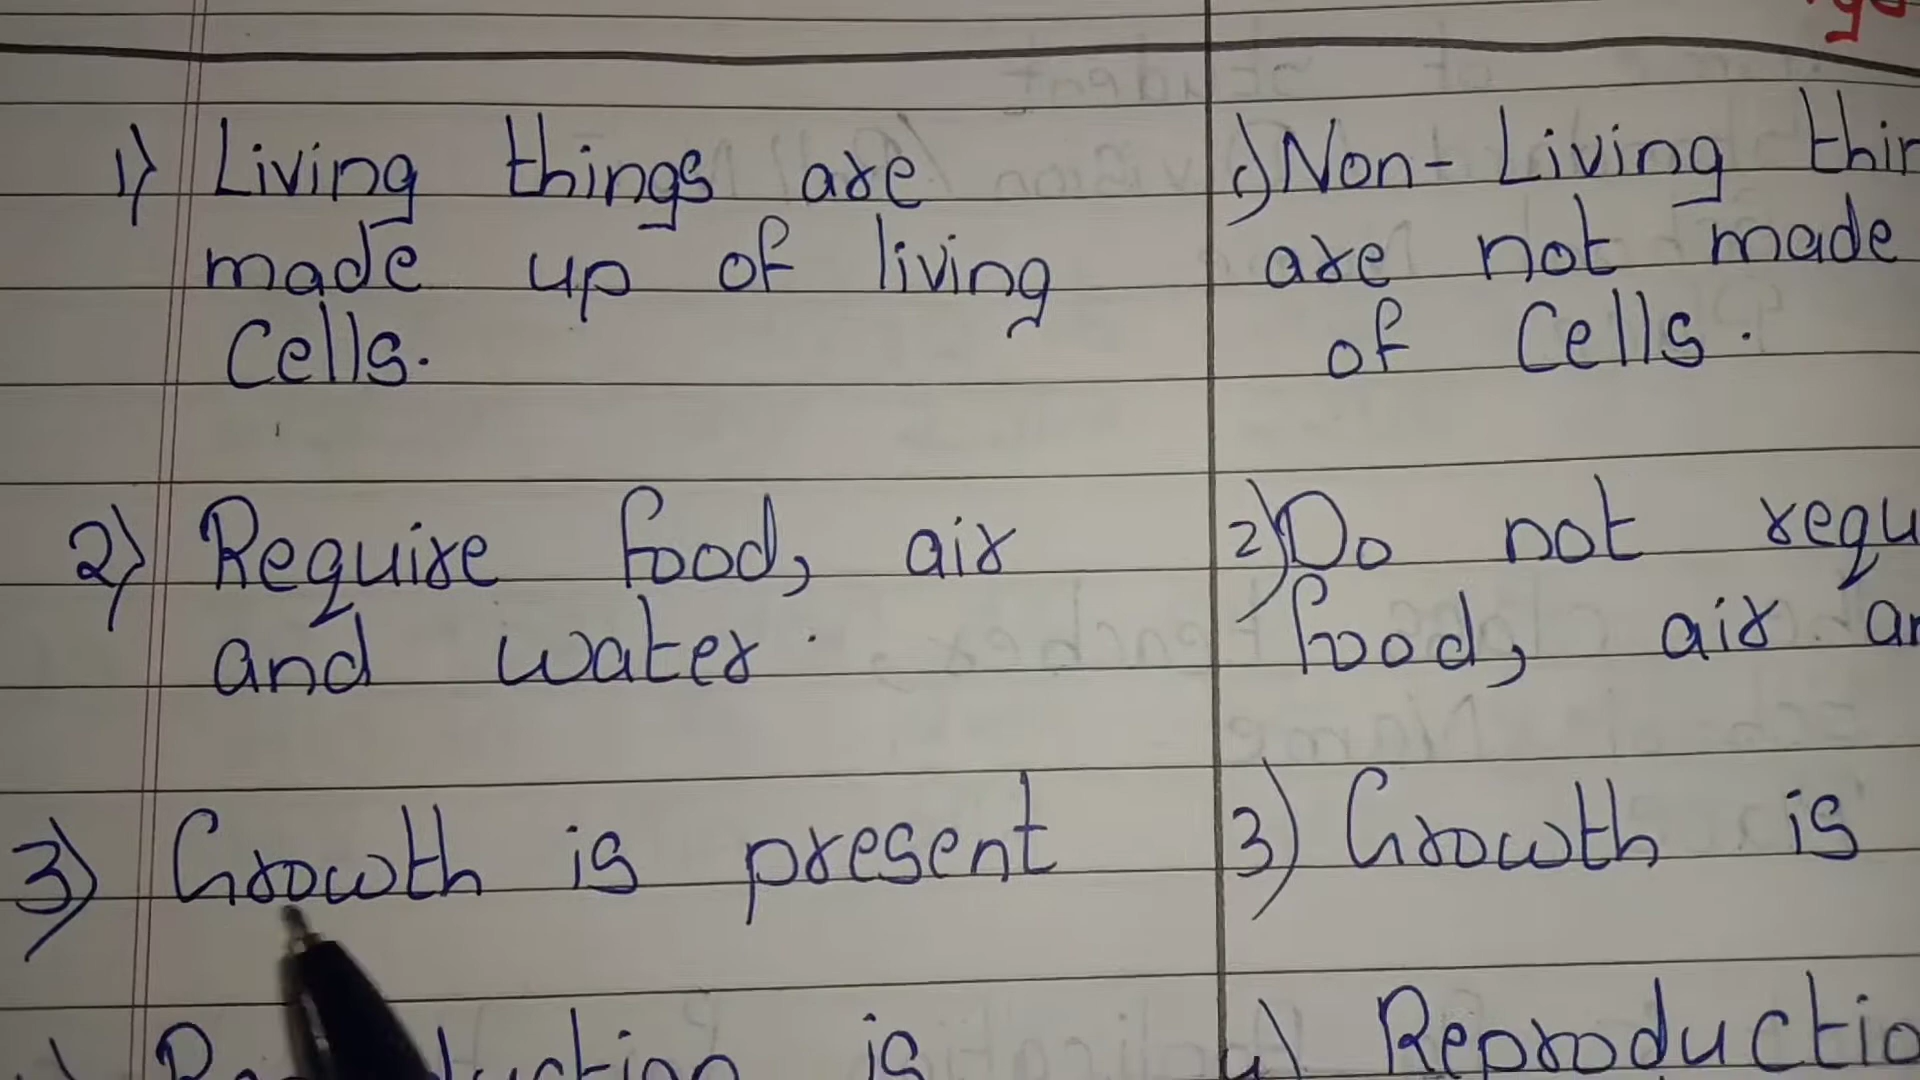 1) Living things are
made up of living
Cells.
2) Require food, air
and water.
3) Growth is present
is
1) Non-Living
are not made
of Cells.
2) Do not
food, air
3) Growth is
4)